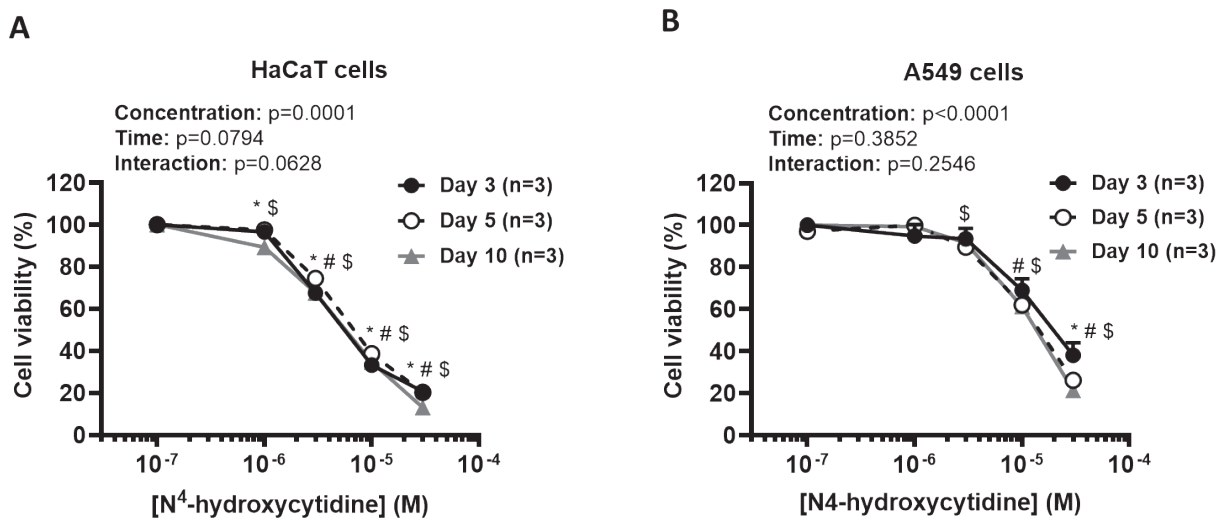 A
HaCaT cells
Concentration: p=0.0001
Time: p=0.0794
Interaction: p=0.0628
Day 3 (n=3)
Day 5 (n=3)
Day 10 (n=3)
Cell viability (%)
120
100
80
60
40
20
0
* $
* # $
* # $
* # $
10-7
10-6
10-5
10-4
[N4-hydroxycytidine] (M)
B
A549 cells
Concentration: p<0.0001
Time: p=0.3852
Interaction: p=0.2546
Day 3 (n=3)
Day 5 (n=3)
Day 10 (n=3)
Cell viability (%)
120
100
80
60
40
20
0
$
# $
* # $
10-7
10-6
10-5
10-4
[N4-hydroxycytidine] (M)